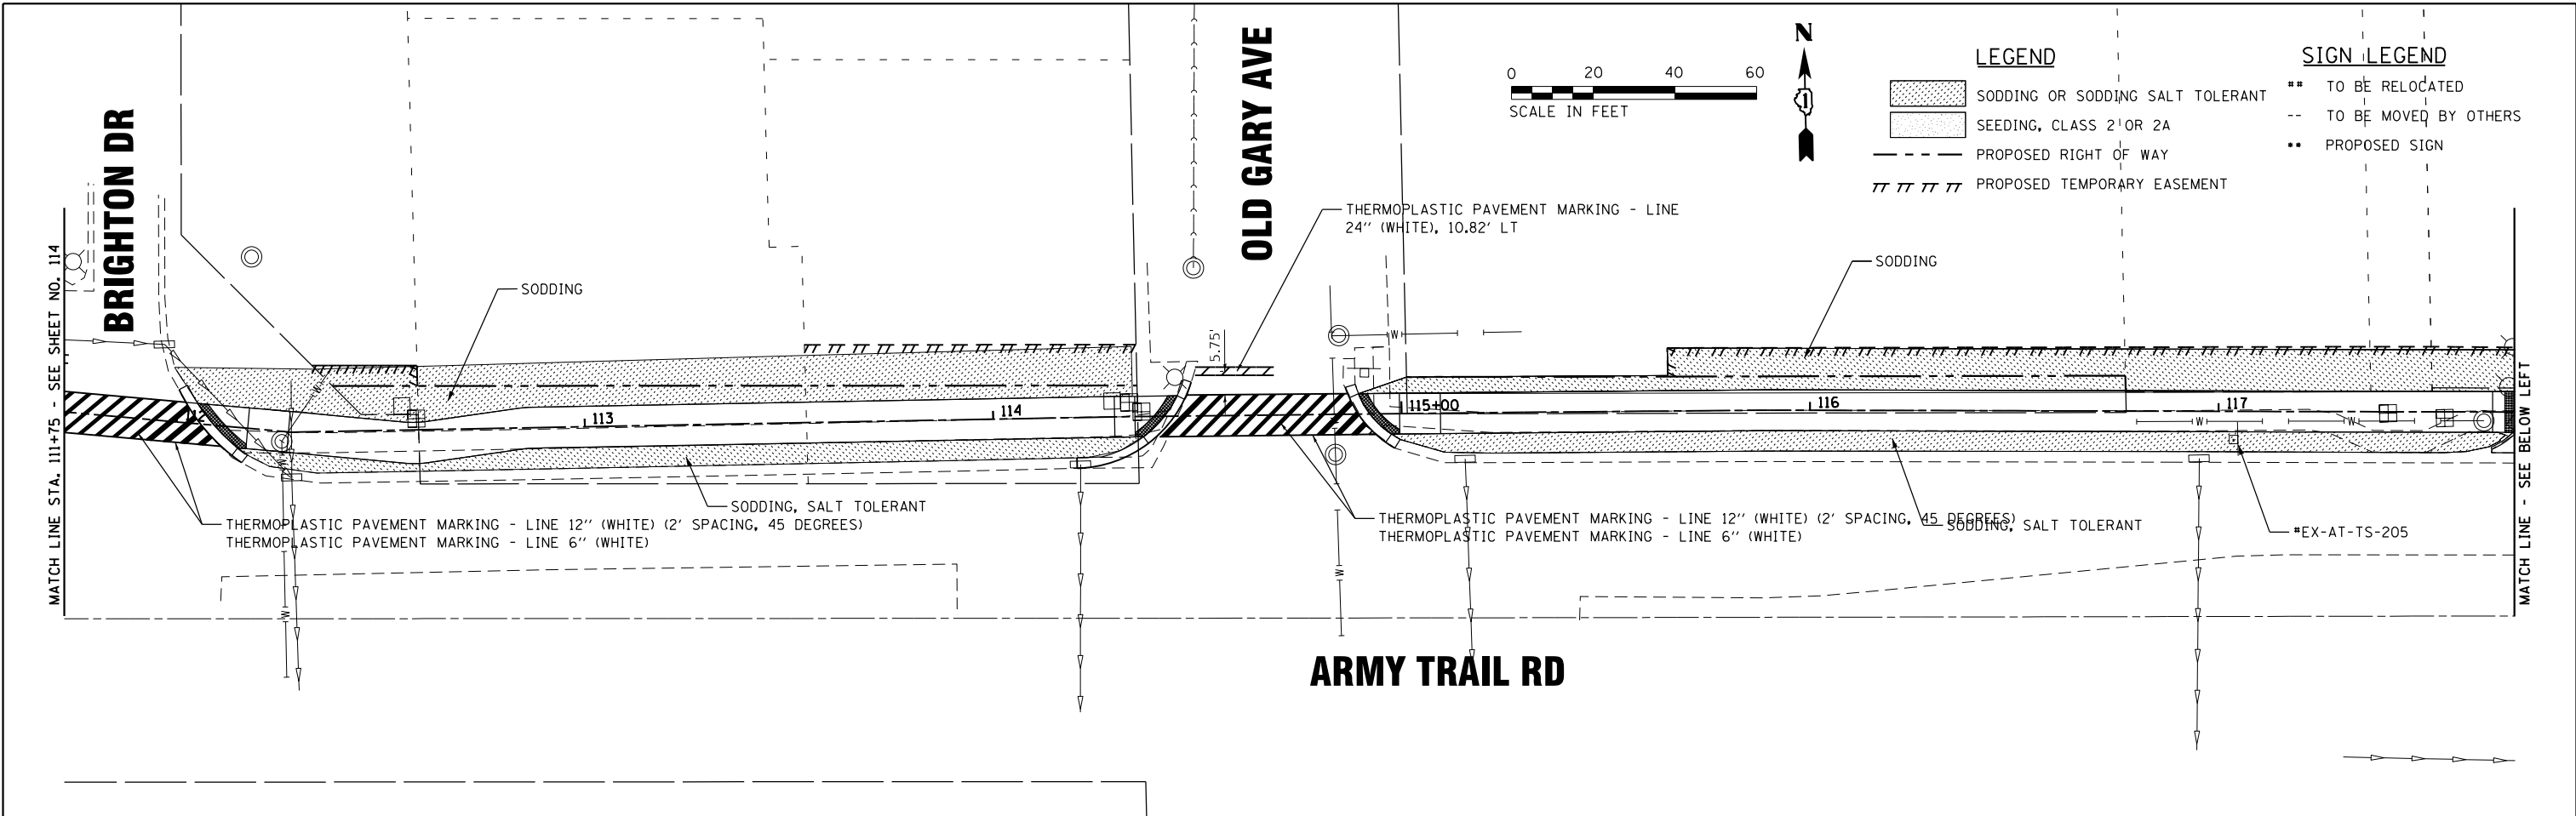 BRIGHTON DR
OLD GARY AVE
0 20 40 60
SCALE IN FEET
N
1
LEGEND
SODDING OR SODDING SALT TOLERANT
SEEDING, CLASS 2 OR 2A
PROPOSED RIGHT OF WAY
PROPOSED TEMPORARY EASEMENT
SIGN LEGEND
## TO BE RELOCATED
-- TO BE MOVED BY OTHERS
** PROPOSED SIGN
THERMOPLASTIC PAVEMENT MARKING - LINE
24'' (WHITE), 10.82' LT
SODDING
SODDING
5.75'
MATCH LINE STA. 111+75 - SEE SHEET NO. 114
MATCH LINE - SEE BELOW LEFT
W
W
W
W
12
113
114
115+00
116
117
W
SODDING, SALT TOLERANT
THERMOPLASTIC PAVEMENT MARKING - LINE 12'' (WHITE) (2' SPACING, 45 DEGREES)
THERMOPLASTIC PAVEMENT MARKING - LINE 6'' (WHITE)
THERMOPLASTIC PAVEMENT MARKING - LINE 12'' (WHITE) (2' SPACING, 45 DEGREES)
THERMOPLASTIC PAVEMENT MARKING - LINE 6'' (WHITE)
SODDING, SALT TOLERANT
#EX-AT-TS-205
W
W
ARMY TRAIL RD